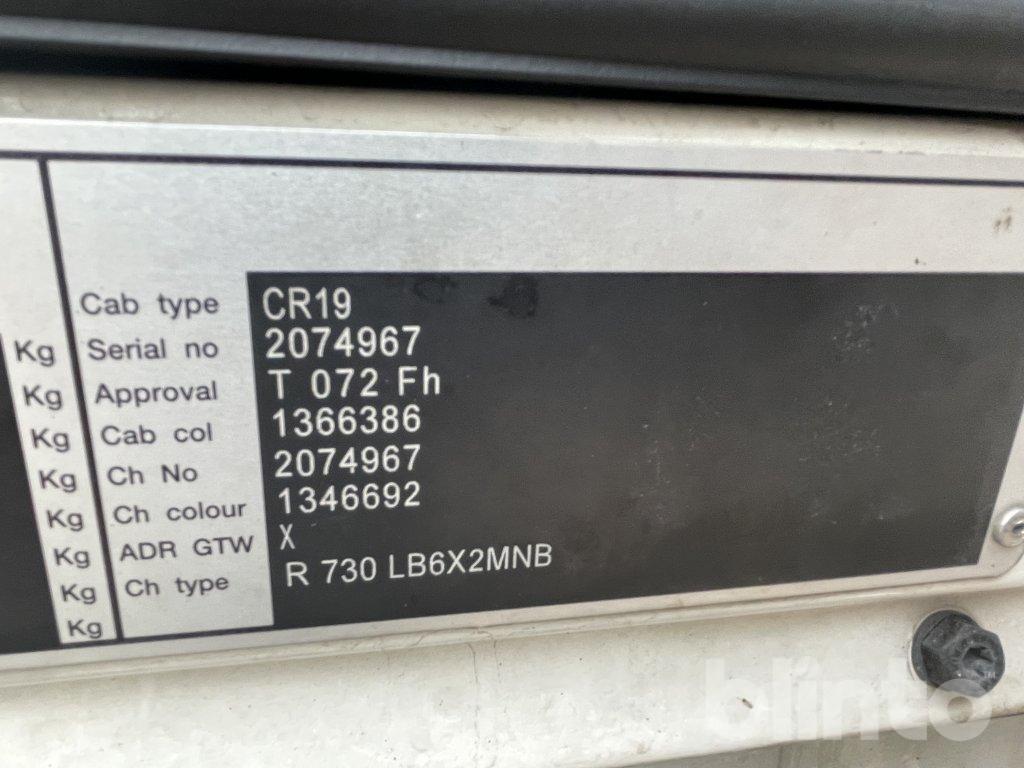 Cab type CR19
Kg Serial no 2074967
Kg Approval T 072 Fh
Kg Cab col 1366386
Kg Ch No 2074967
Kg Ch colour 1346692
Kg ADR GTW X
Kg Ch type R 730 LB6X2MNB
Kg
blinto